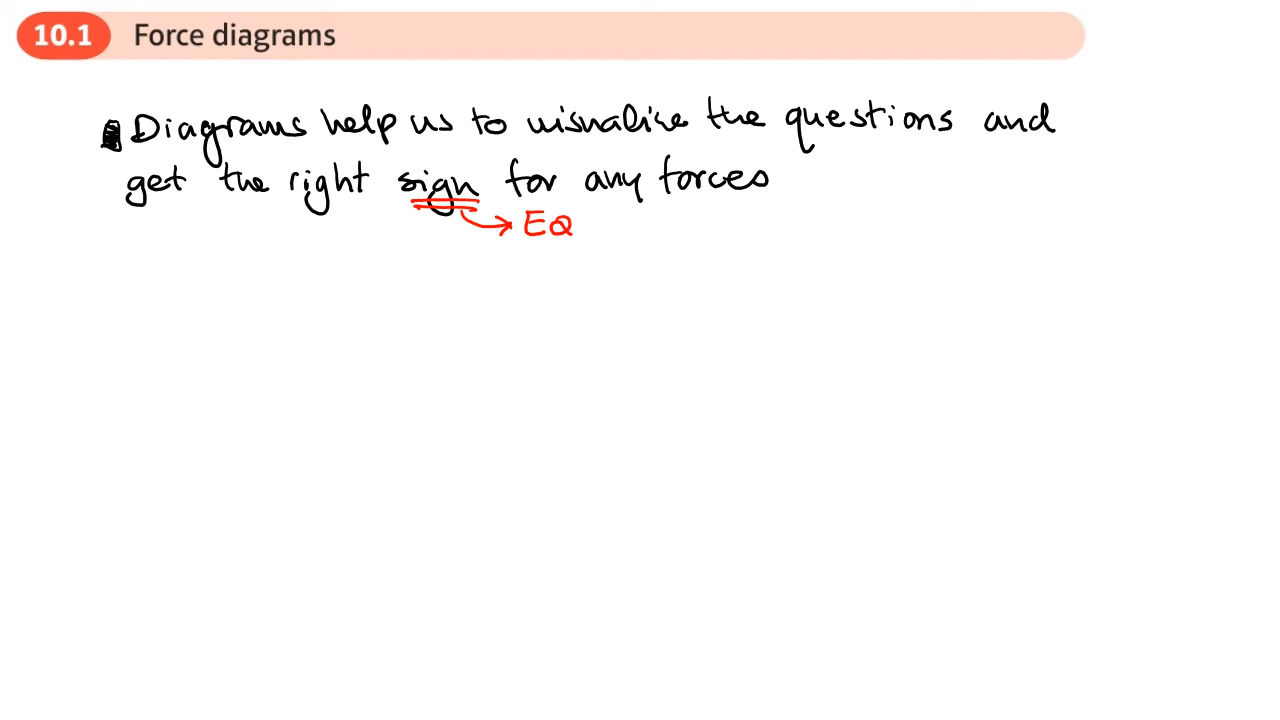 10.1 Force diagrams
Diagrams help us to visualise the questions and
get the right sign for any forces
→ EQ